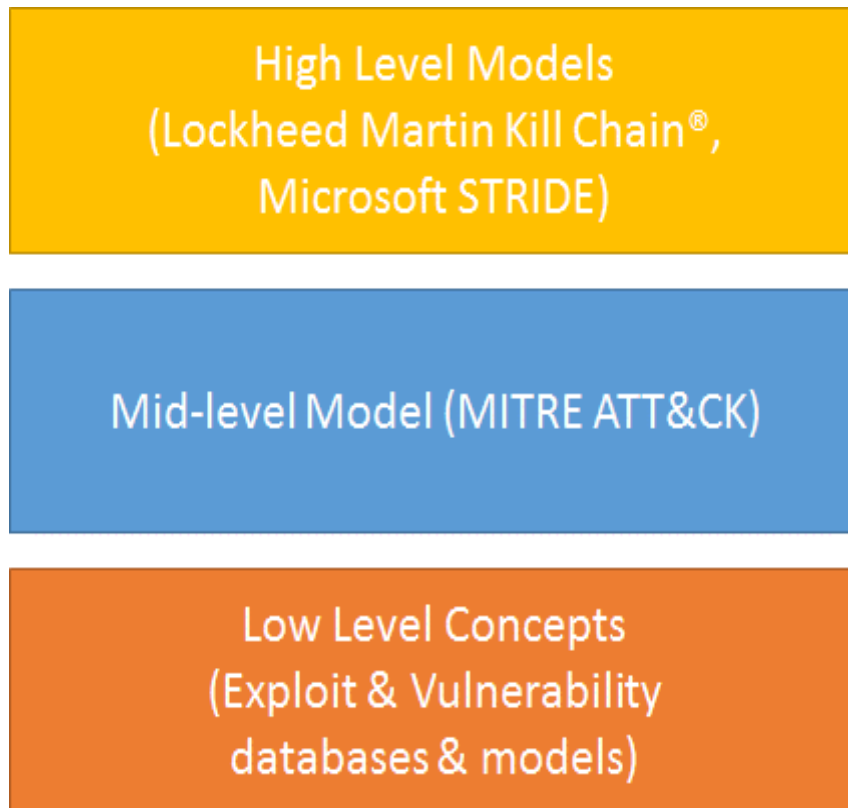 High Level Models
(Lockheed Martin Kill Chain®,
Microsoft STRIDE)
Mid-level Model (MITRE ATT&CK)
Low Level Concepts
(Exploit & Vulnerability
databases & models)